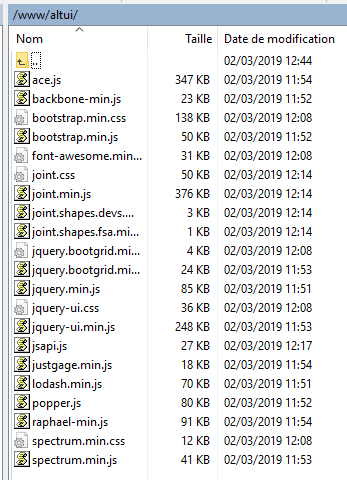 /www/altui/
Nom Taille Date de modification
.. 02/03/2019 12:44
ace.js 347 KB 02/03/2019 11:54
backbone-min.js 23 KB 02/03/2019 11:52
bootstrap.min.css 138 KB 02/03/2019 12:08
bootstrap.min.js 50 KB 02/03/2019 11:52
font-awesome.min... 31 KB 02/03/2019 12:08
joint.css 50 KB 02/03/2019 12:14
joint.min.js 376 KB 02/03/2019 12:14
joint.shapes.devs.... 3 KB 02/03/2019 12:14
joint.shapes.fsa.mi... 1 KB 02/03/2019 12:14
jquery.bootgrid.mi... 4 KB 02/03/2019 12:08
jquery.bootgrid.mi... 24 KB 02/03/2019 11:53
jquery.min.js 85 KB 02/03/2019 11:51
jquery-ui.css 36 KB 02/03/2019 12:08
jquery-ui.min.js 248 KB 02/03/2019 11:53
jsapi.js 27 KB 02/03/2019 12:17
justgage.min.js 18 KB 02/03/2019 11:54
lodash.min.js 70 KB 02/03/2019 11:51
popper.js 80 KB 02/03/2019 11:52
raphael-min.js 91 KB 02/03/2019 11:54
spectrum.min.css 12 KB 02/03/2019 12:08
spectrum.min.js 41 KB 02/03/2019 11:53